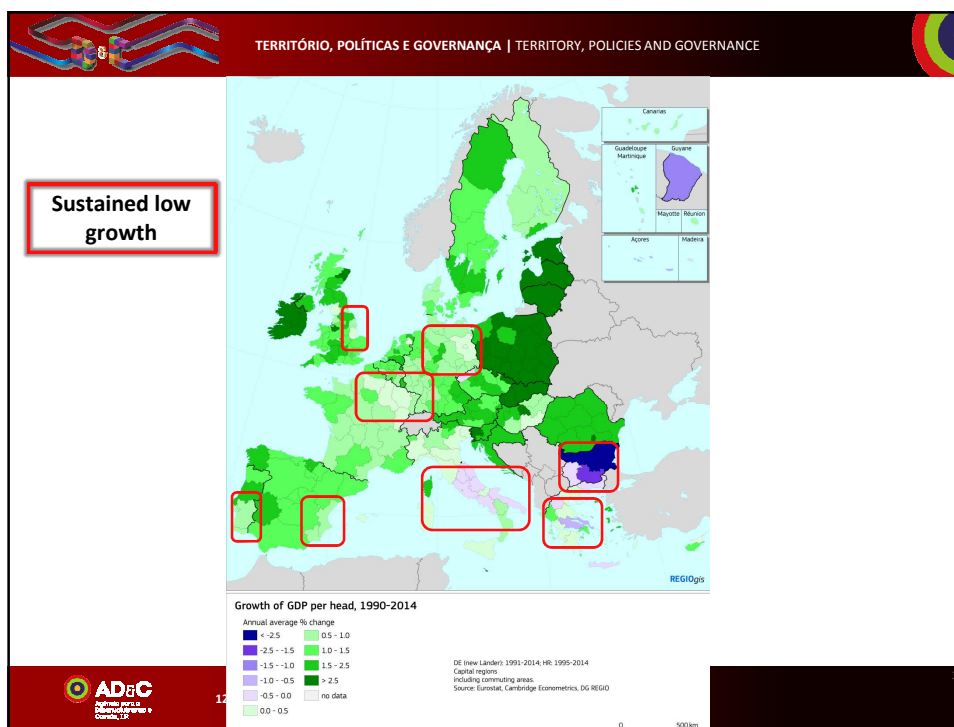 TERRITÓRIO, POLÍTICAS E GOVERNANÇA | TERRITORY, POLICIES AND GOVERNANCE
Sustained low
growth
Canarias
Guadeloupe
Martinique
Guyane
Mayotte
Réunion
Açores
Madeira
REGIOgis
Growth of GDP per head, 1990-2014
Annual average % change
< -2.5
-2.5 - -1.5
-1.5 - -1.0
-1.0 - -0.5
-0.5 - 0.0
0.0 - 0.5
0.5 - 1.0
1.0 - 1.5
1.5 - 2.5
> 2.5
no data
DE (new Länder): 1991-2014; HR: 1995-2014
Capital regions
including commuting areas.
Source: Eurostat, Cambridge Econometrics, DG REGIO
0 500 km
AD&C
Agência para o
Desenvolvimento e
Coesão, I.P.
12